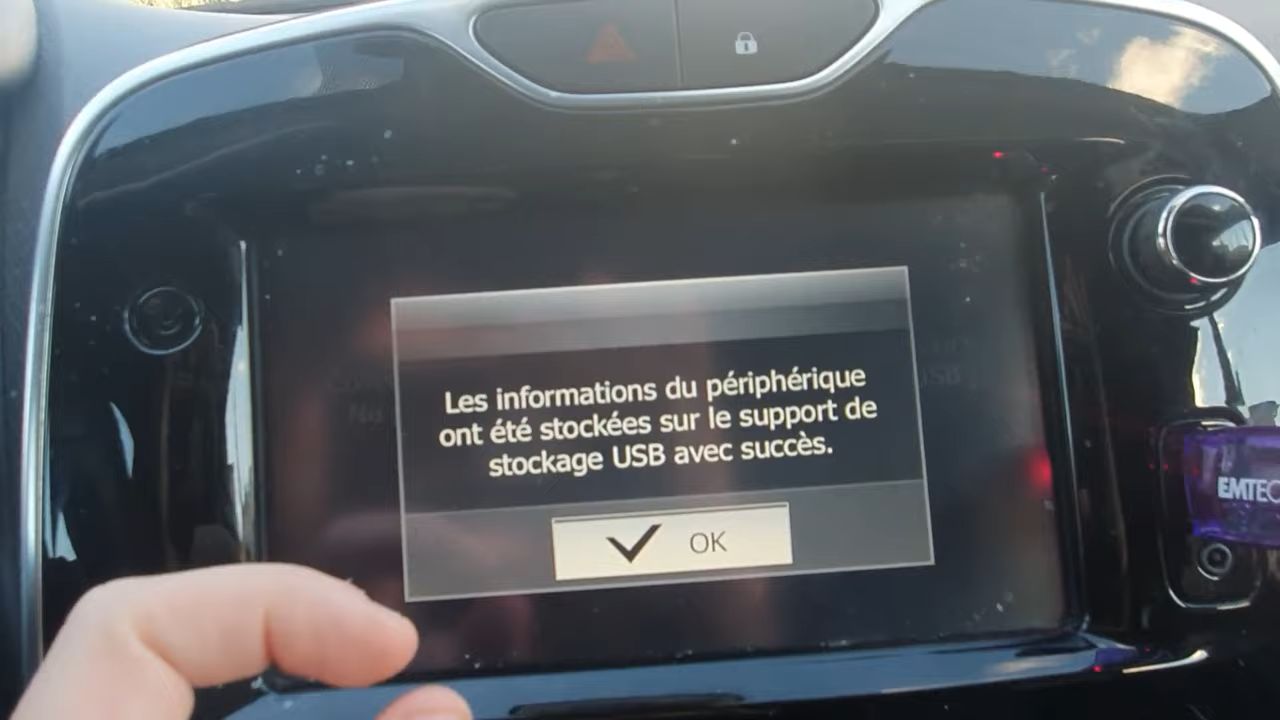 Les informations du périphérique
ont été stockées sur le support de
stockage USB avec succès.
OK
EMTEC